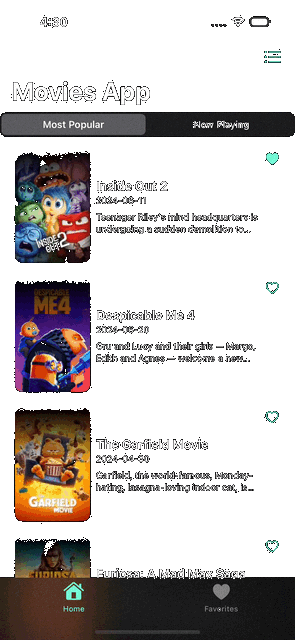 4:30
Movies App
Most Popular
Now Playing
Inside Out 2
2024-06-11
Teenager Riley's mind headquarters is
undergoing a sudden demolition to...
INSIDE
OUT 2
Despicable Me 4
2024-06-20
Gru and Lucy and their girls — Margo,
Edith and Agnes — welcome a new...
DESPICABLE
ME4
The Garfield Movie
2024-04-30
Garfield, the world-famous, Monday-
hating, lasagna-loving indoor cat, is...
GARFIELD
MOVIE
Furiosa: A Mad Max Saga
FURIOSA
Home
Favorites